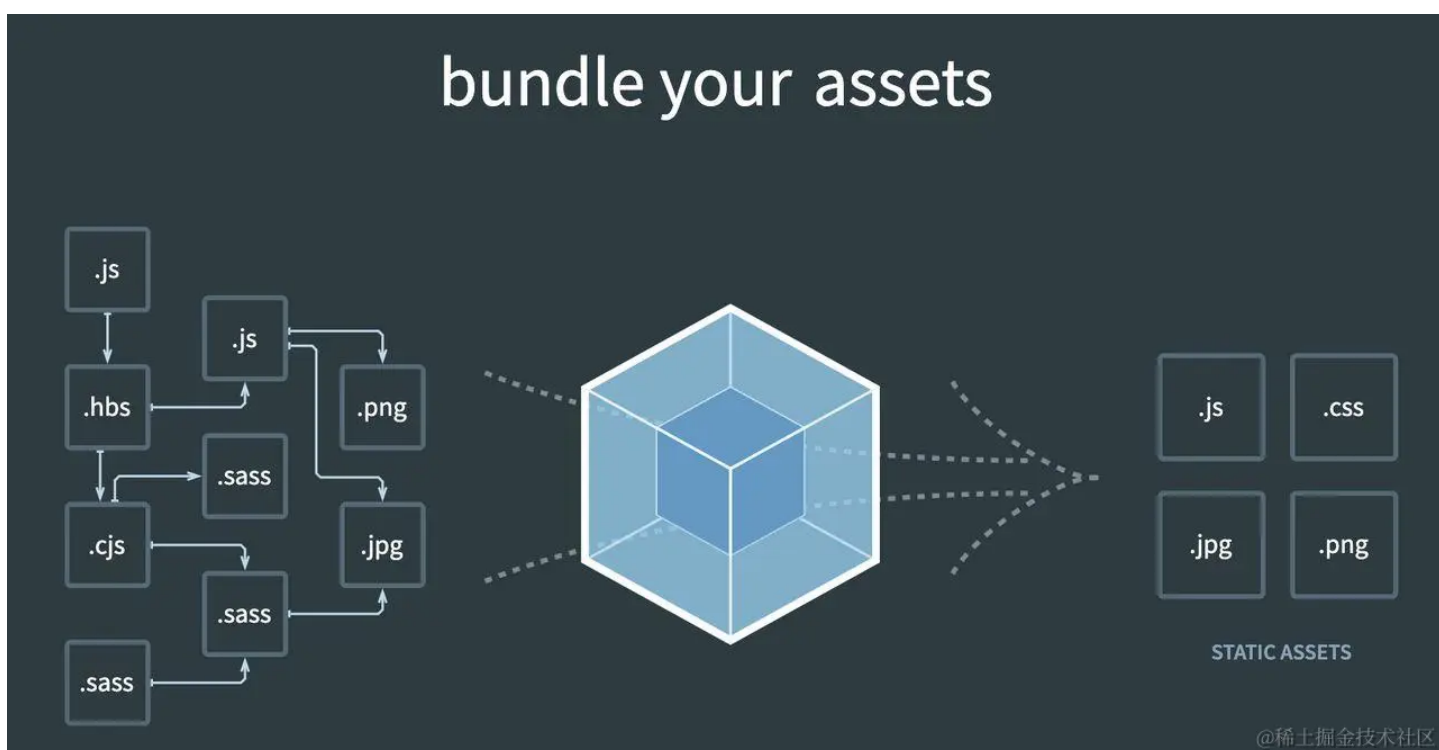 bundle your assets
.js
.js
.hbs
.png
.sass
.cjs
.jpg
.sass
.sass
.js
.css
.jpg
.png
STATIC ASSETS
@稀土掘金技术社区